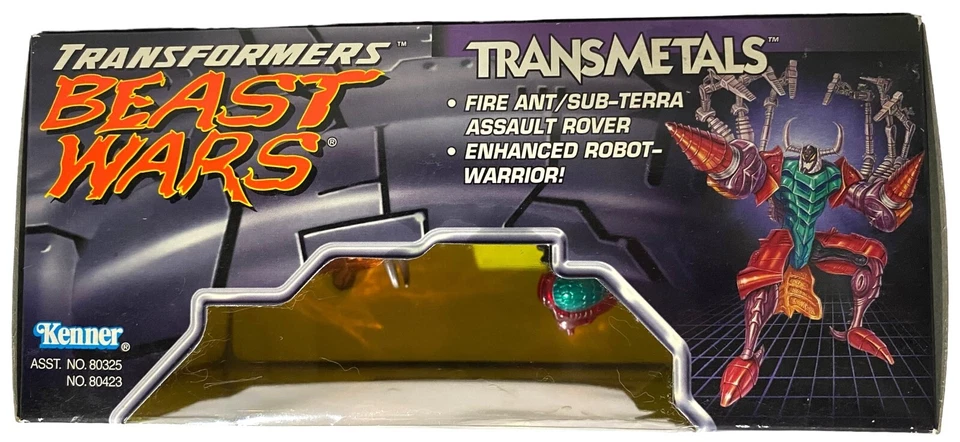 TRANSFORMERS™
BEAST
WARS®
TRANSMETALS™
• FIRE ANT/SUB-TERRA
ASSAULT ROVER
• ENHANCED ROBOT-
WARRIOR!
Kenner®
ASST. NO. 80325
NO. 80423